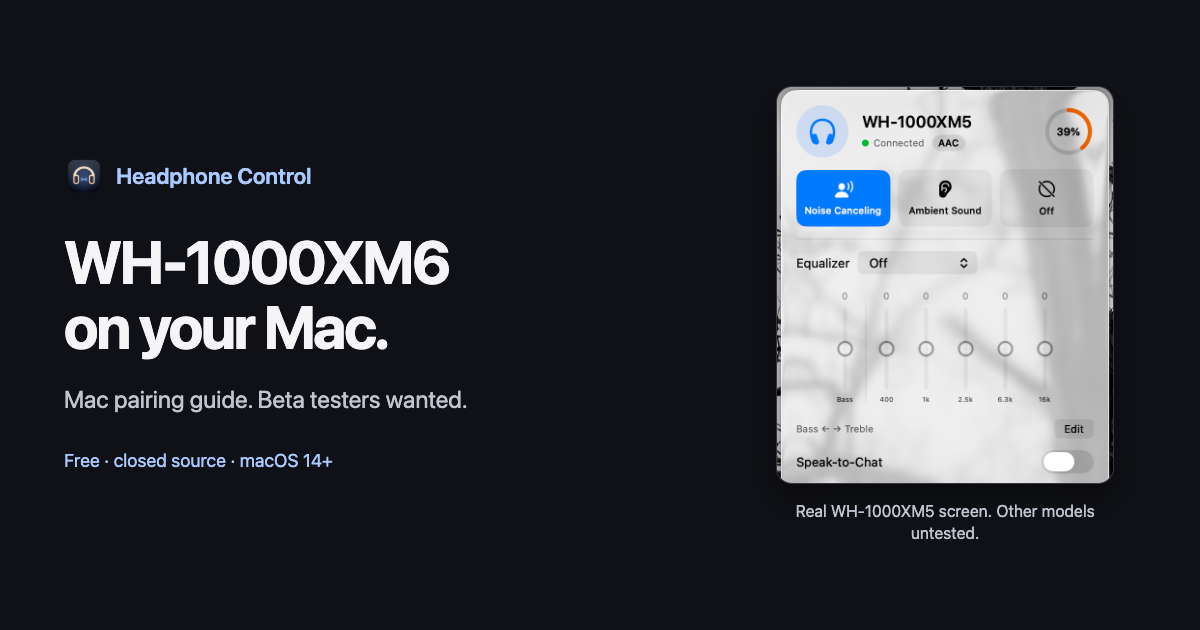 Headphone Control
WH-1000XM6
on your Mac.
Mac pairing guide. Beta testers wanted.
Free · closed source · macOS 14+
WH-1000XM5
Connected AAC
39%
Noise Canceling
Ambient Sound
Off
Equalizer Off
0 0 0 0 0 0
Bass 400 1k 2.5k 6.3k 16k
Bass ← → Treble
Edit
Speak-to-Chat
Real WH-1000XM5 screen. Other models
untested.